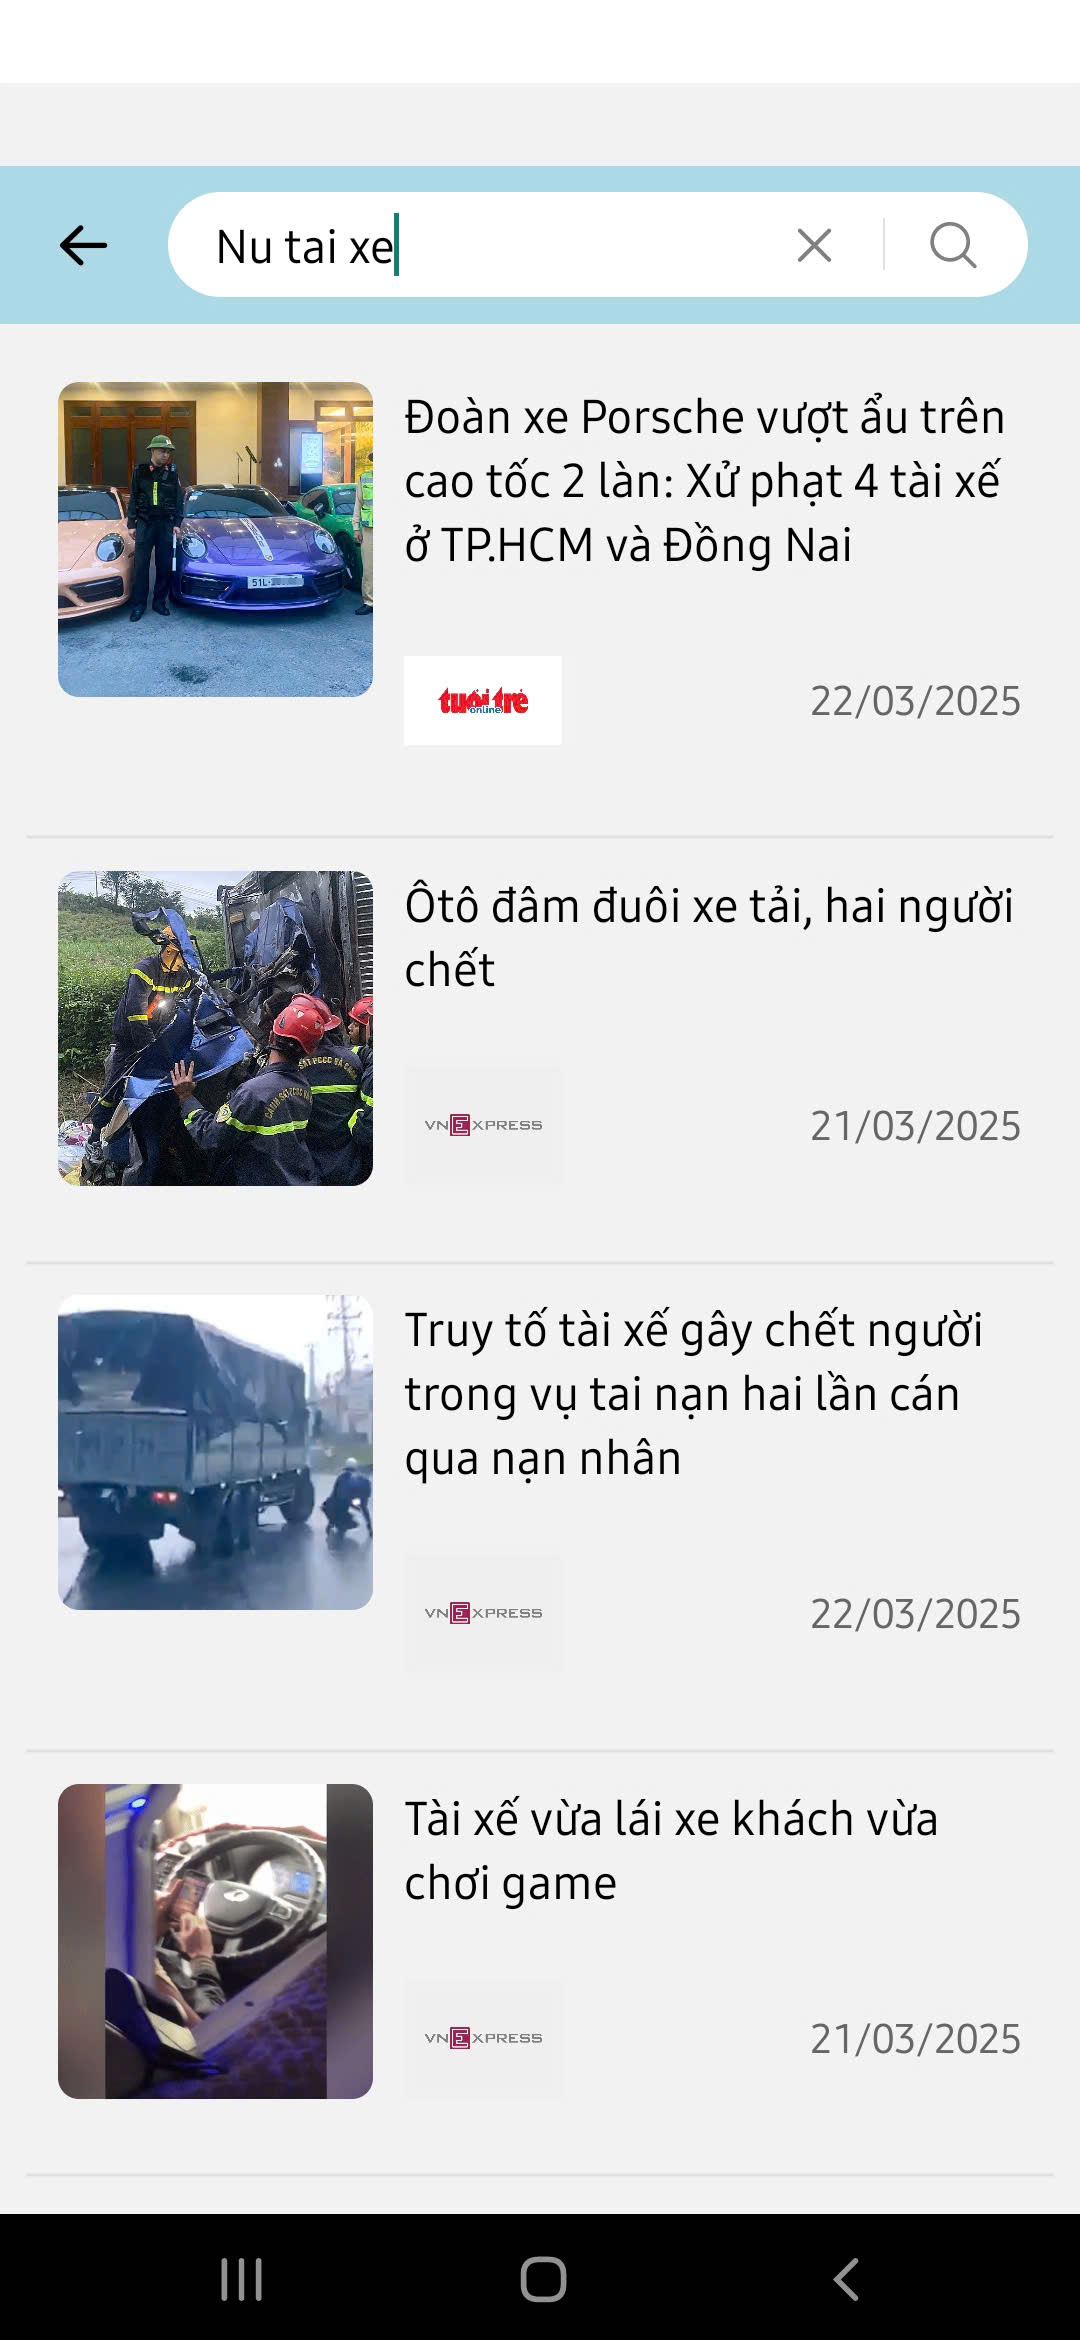 Nu tai xe
Đoàn xe Porsche vượt ẩu trên
cao tốc 2 làn: Xử phạt 4 tài xế
ở TP.HCM và Đồng Nai
51L-
tuổi trẻ
online
22/03/2025
Ôtô đâm đuôi xe tải, hai người
chết
VNEXPRESS
21/03/2025
Truy tố tài xế gây chết người
trong vụ tai nạn hai lần cán
qua nạn nhân
VNEXPRESS
22/03/2025
Tài xế vừa lái xe khách vừa
chơi game
VNEXPRESS
21/03/2025